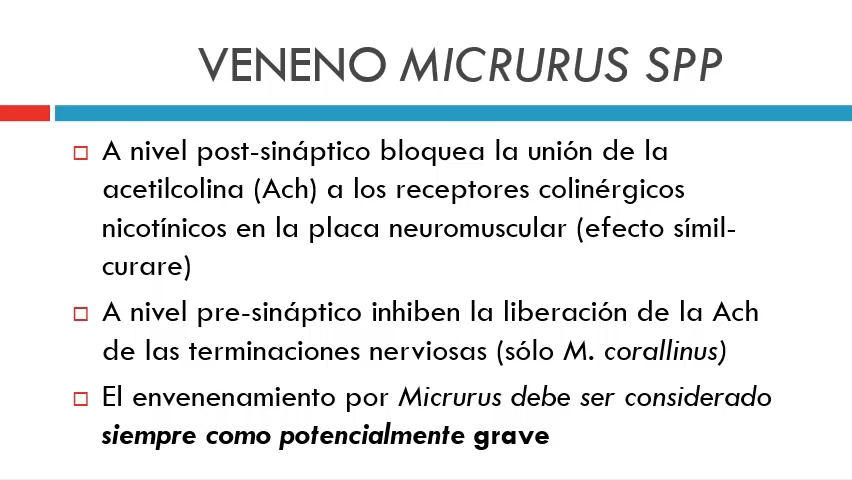 VENENO MICRURUS SPP
A nivel post-sináptico bloquea la unión de la
acetilcolina (Ach) a los receptores colinérgicos
nicotínicos en la placa neuromuscular (efecto símil-
curare)
A nivel pre-sináptico inhiben la liberación de la Ach
de las terminaciones nerviosas (sólo M. corallinus)
El envenenamiento por Micrurus debe ser considerado
siempre como potencialmente grave